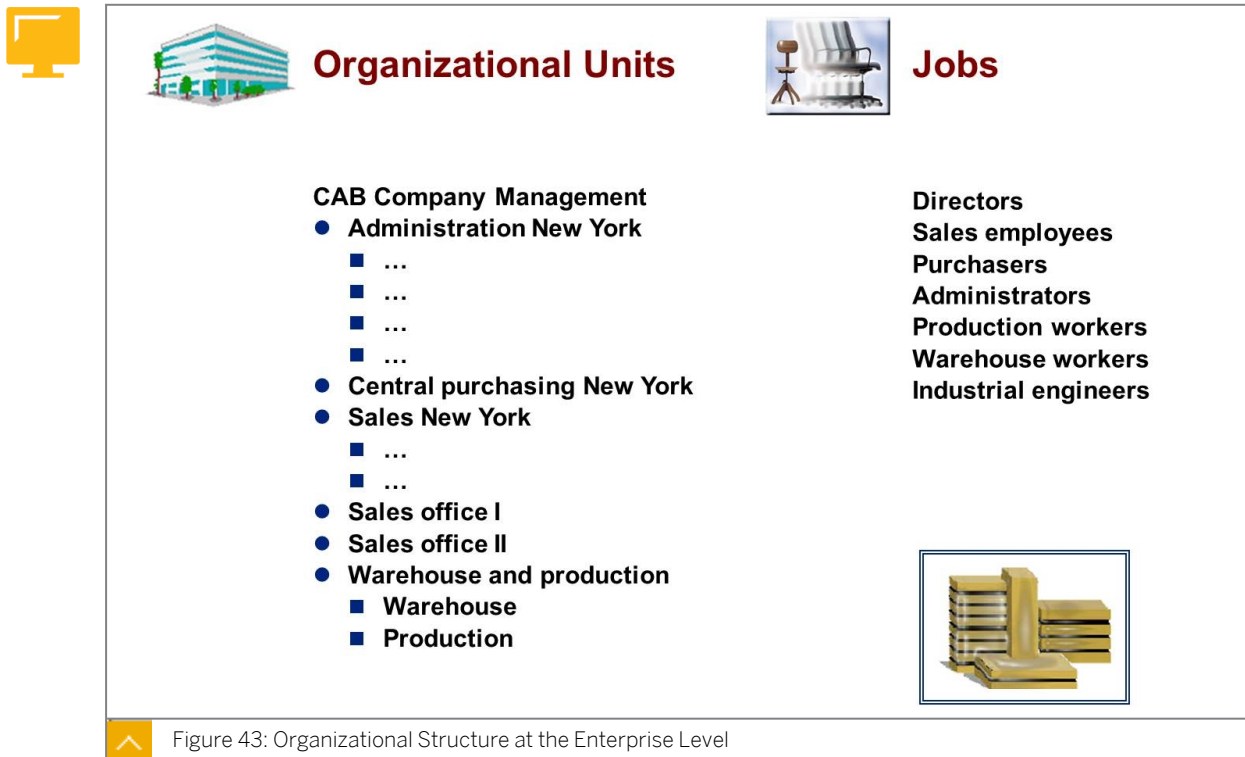 Organizational Units
Jobs
CAB Company Management
● Administration New York
■ …
■ …
■ …
■ …
● Central purchasing New York
● Sales New York
■ …
■ …
● Sales office I
● Sales office II
● Warehouse and production
■ Warehouse
■ Production
Directors
Sales employees
Purchasers
Administrators
Production workers
Warehouse workers
Industrial engineers
Figure 43: Organizational Structure at the Enterprise Level